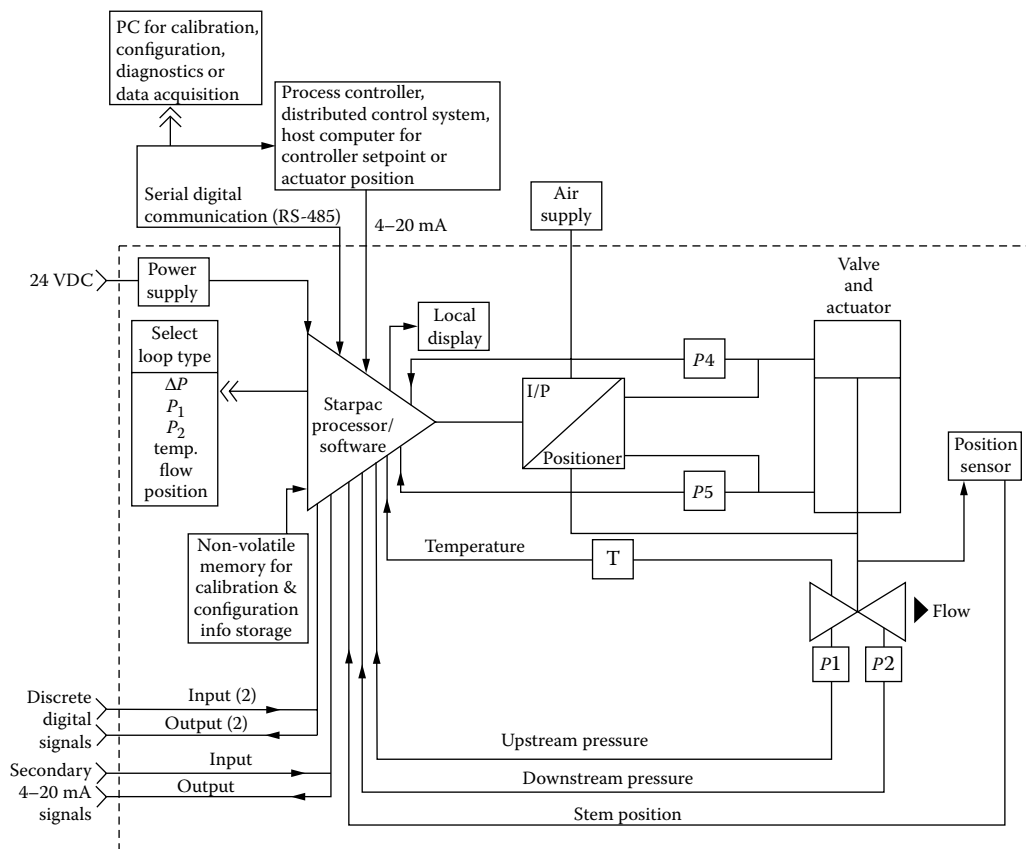 PC for calibration,
configuration,
diagnostics or
data acquisition
Process controller,
distributed control system,
host computer for
controller setpoint or
actuator position
Serial digital
communication (RS-485)
4–20 mA
Air
supply
24 VDC
Power
supply
Valve
and
actuator
Local
display
Select
loop type
ΔP
P1
P2
temp.
flow
position
Starpac
processor/
software
I/P
Positioner
P4
P5
Position
sensor
Non-volatile
memory for
calibration &
configuration
info storage
Temperature
T
Flow
P1
P2
Discrete
digital
signals
Input (2)
Output (2)
Upstream pressure
Secondary
4–20 mA
signals
Input
Output
Downstream pressure
Stem position